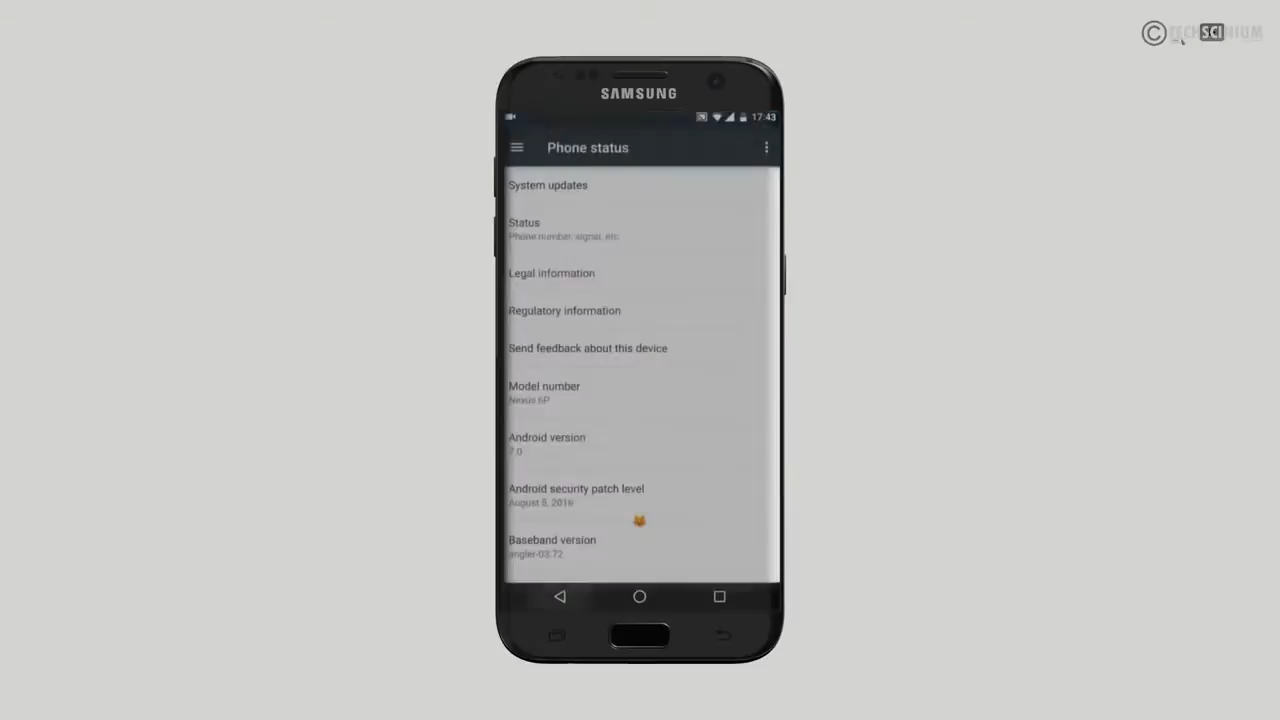 © TECHSCINIUM
SAMSUNG
17:43
Phone status
System updates
Status
Phone number, signal, etc.
Legal information
Regulatory information
Send feedback about this device
Model number
Nexus 6P
Android version
7.0
Android security patch level
August 5, 2016
Baseband version
angler-03.72